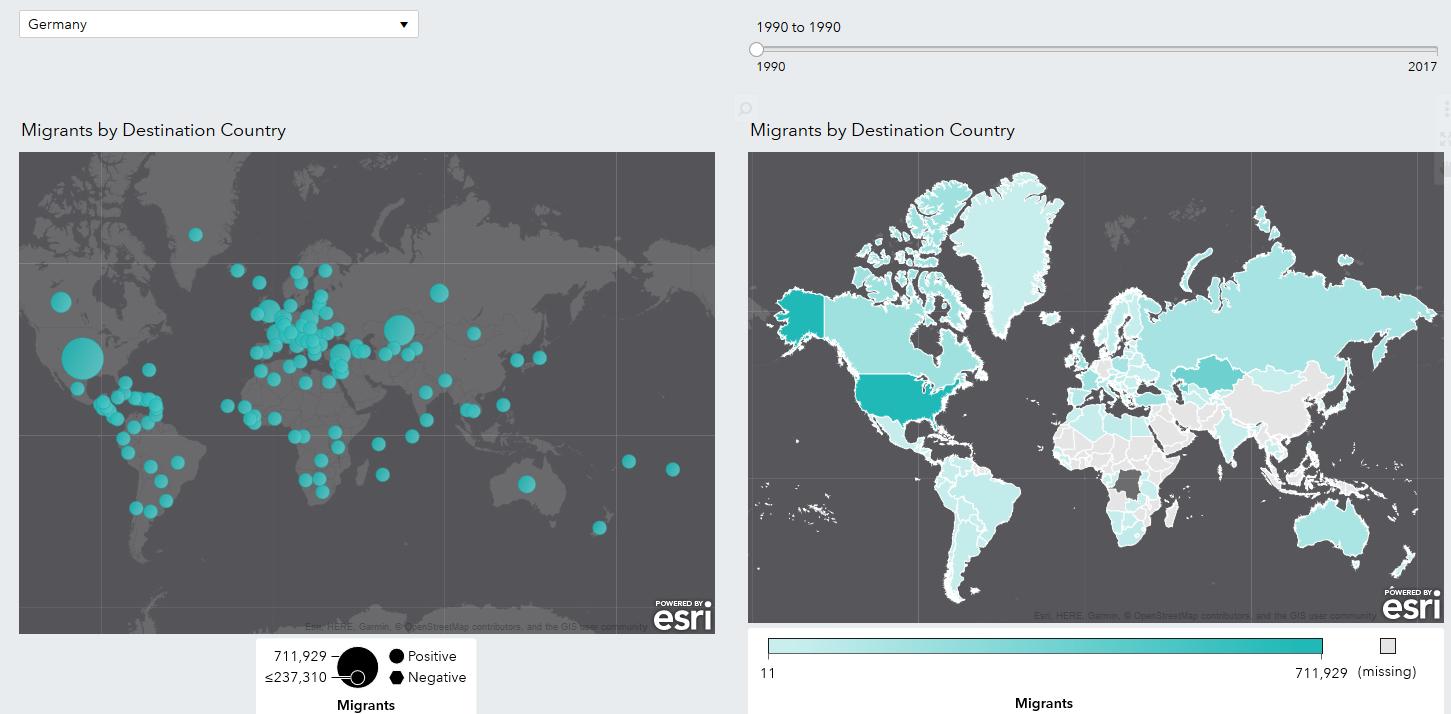 Germany
1990 to 1990
1990
2017
Migrants by Destination Country
Migrants by Destination Country
Esri, HERE, Garmin, © OpenStreetMap contributors, and the GIS user community
POWERED BY
esri
Esri, HERE, Garmin, © OpenStreetMap contributors, and the GIS user community
POWERED BY
esri
711,929
Positive
≤237,310
Negative
Migrants
11
711,929
(missing)
Migrants